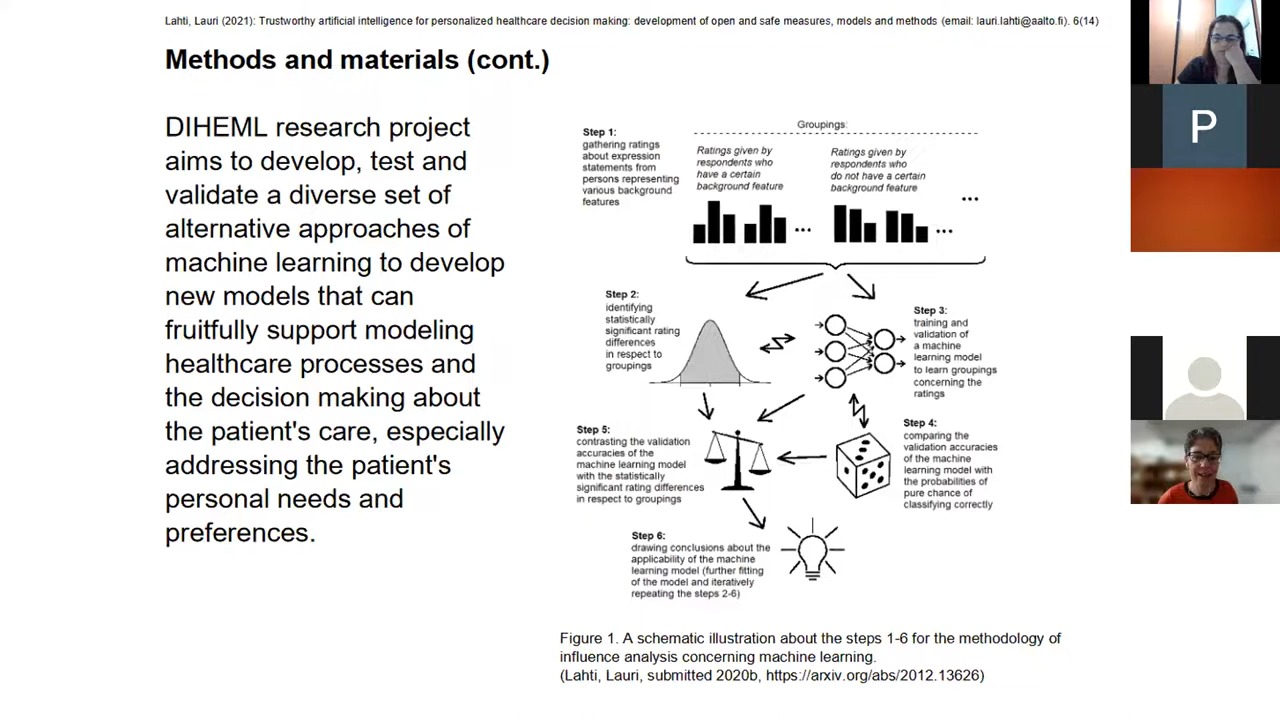 Lahti, Lauri (2021): Trustworthy artificial intelligence for personalized healthcare decision making: development of open and safe measures, models and methods (email: lauri.lahti@aalto.fi). 6(14)
Methods and materials (cont.)
DIHEML research project
aims to develop, test and
validate a diverse set of
alternative approaches of
machine learning to develop
new models that can
fruitfully support modeling
healthcare processes and
the decision making about
the patient's care, especially
addressing the patient's
personal needs and
preferences.
Groupings:
Step 1:
gathering ratings
about expression
statements from
persons representing
various background
features
Ratings given by
respondents who
have a certain
background feature
Ratings given by
respondents who
do not have a certain
background feature
...
...
...
Step 2:
identifying
statistically
significant rating
differences
in respect to
groupings
Step 3:
training and
validation of
a machine
learning model
to learn groupings
concerning the
ratings
Step 4:
comparing the
validation accuracies
of the machine
learning model with
the probabilities of
pure chance of
classifying correctly
Step 5:
contrasting the validation
accuracies of the
machine learning model
with the statistically
significant rating differences
in respect to groupings
Step 6:
drawing conclusions about the
applicability of the machine
learning model (further fitting
of the model and iteratively
repeating the steps 2-6)
Figure 1. A schematic illustration about the steps 1-6 for the methodology of
influence analysis concerning machine learning.
(Lahti, Lauri, submitted 2020b, https://arxiv.org/abs/2012.13626)
P